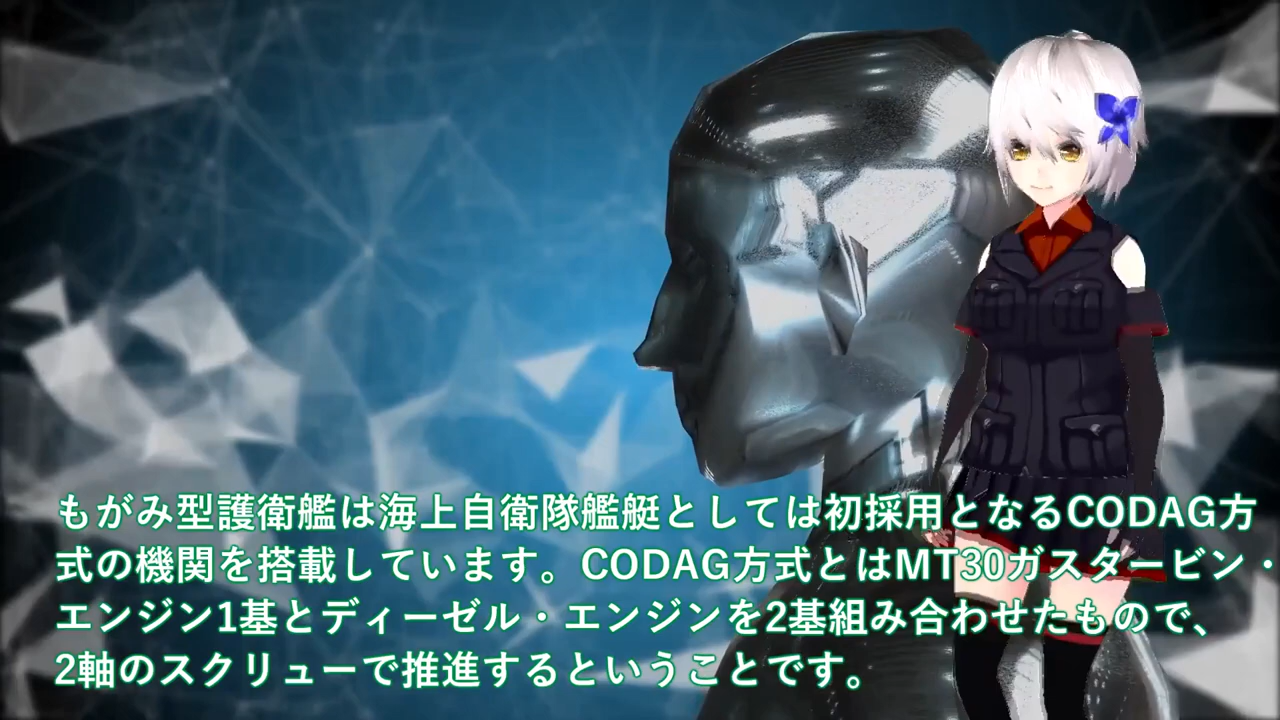 もがみ型護衛艦は海上自衛隊艦艇としては初採用となるCODAG方
式の機関を搭載しています。CODAG方式とはMT30ガスタービン・
エンジン1基とディーゼル・エンジンを2基組み合わせたもので、
2軸のスクリューで推進するということです。